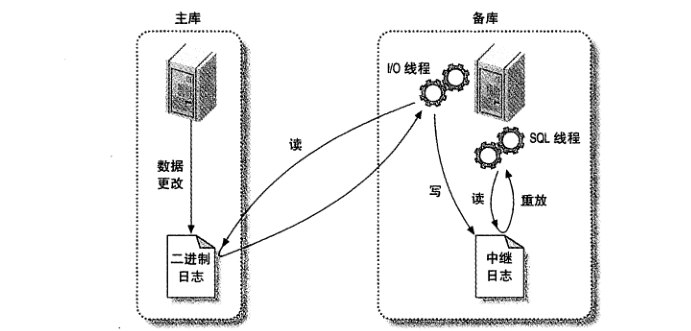 主库
备库
I/O 线程
SQL 线程
读
数据
更改
写
读
重放
二进制
日志
中继
日志